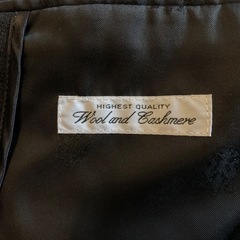 HIGHEST QUALITY
Wool and Cashmere